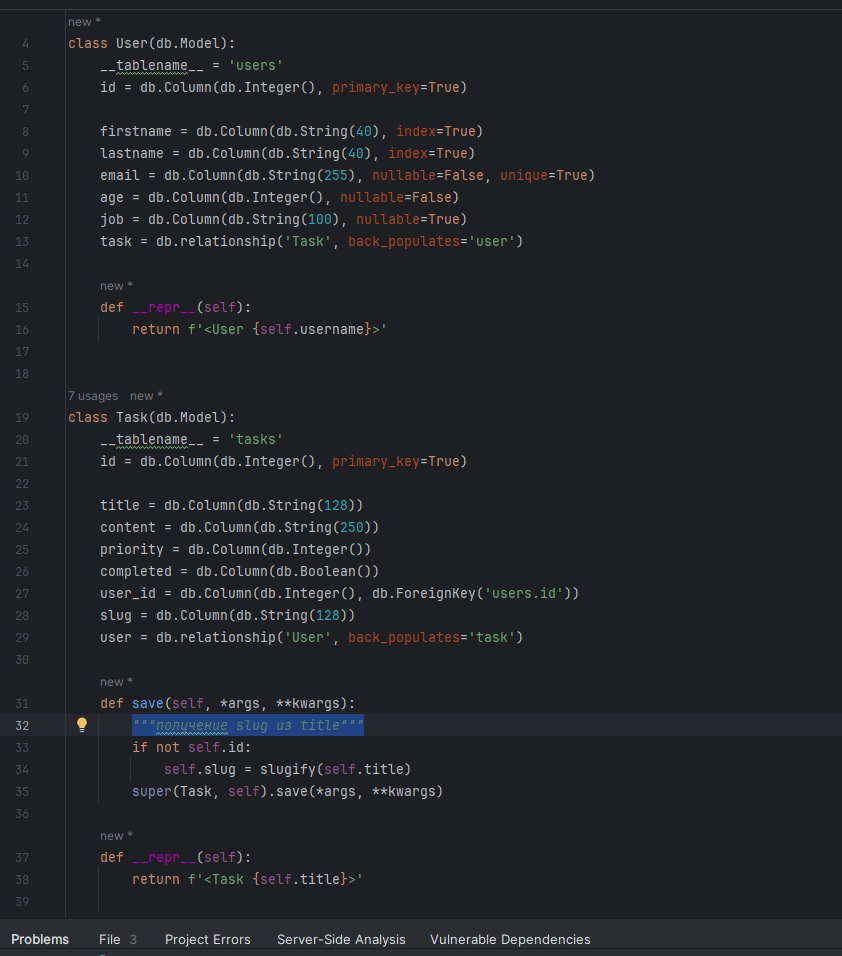 new *
4 class User(db.Model):
5 __tablename__ = 'users'
6 id = db.Column(db.Integer(), primary_key=True)
7
8 firstname = db.Column(db.String(40), index=True)
9 lastname = db.Column(db.String(40), index=True)
10 email = db.Column(db.String(255), nullable=False, unique=True)
11 age = db.Column(db.Integer(), nullable=False)
12 job = db.Column(db.String(100), nullable=True)
13 task = db.relationship('Task', back_populates='user')
14
new *
15 def __repr__(self):
16 return f'<User {self.username}>'
17
18
7 usages new *
19 class Task(db.Model):
20 __tablename__ = 'tasks'
21 id = db.Column(db.Integer(), primary_key=True)
22
23 title = db.Column(db.String(128))
24 content = db.Column(db.String(250))
25 priority = db.Column(db.Integer())
26 completed = db.Column(db.Boolean())
27 user_id = db.Column(db.Integer(), db.ForeignKey('users.id'))
28 slug = db.Column(db.String(128))
29 user = db.relationship('User', back_populates='task')
30
new *
31 def save(self, *args, **kwargs):
32 """получение slug из title"""
33 if not self.id:
34 self.slug = slugify(self.title)
35 super(Task, self).save(*args, **kwargs)
36
new *
37 def __repr__(self):
38 return f'<Task {self.title}>'
39
Problems File 3 Project Errors Server-Side Analysis Vulnerable Dependencies